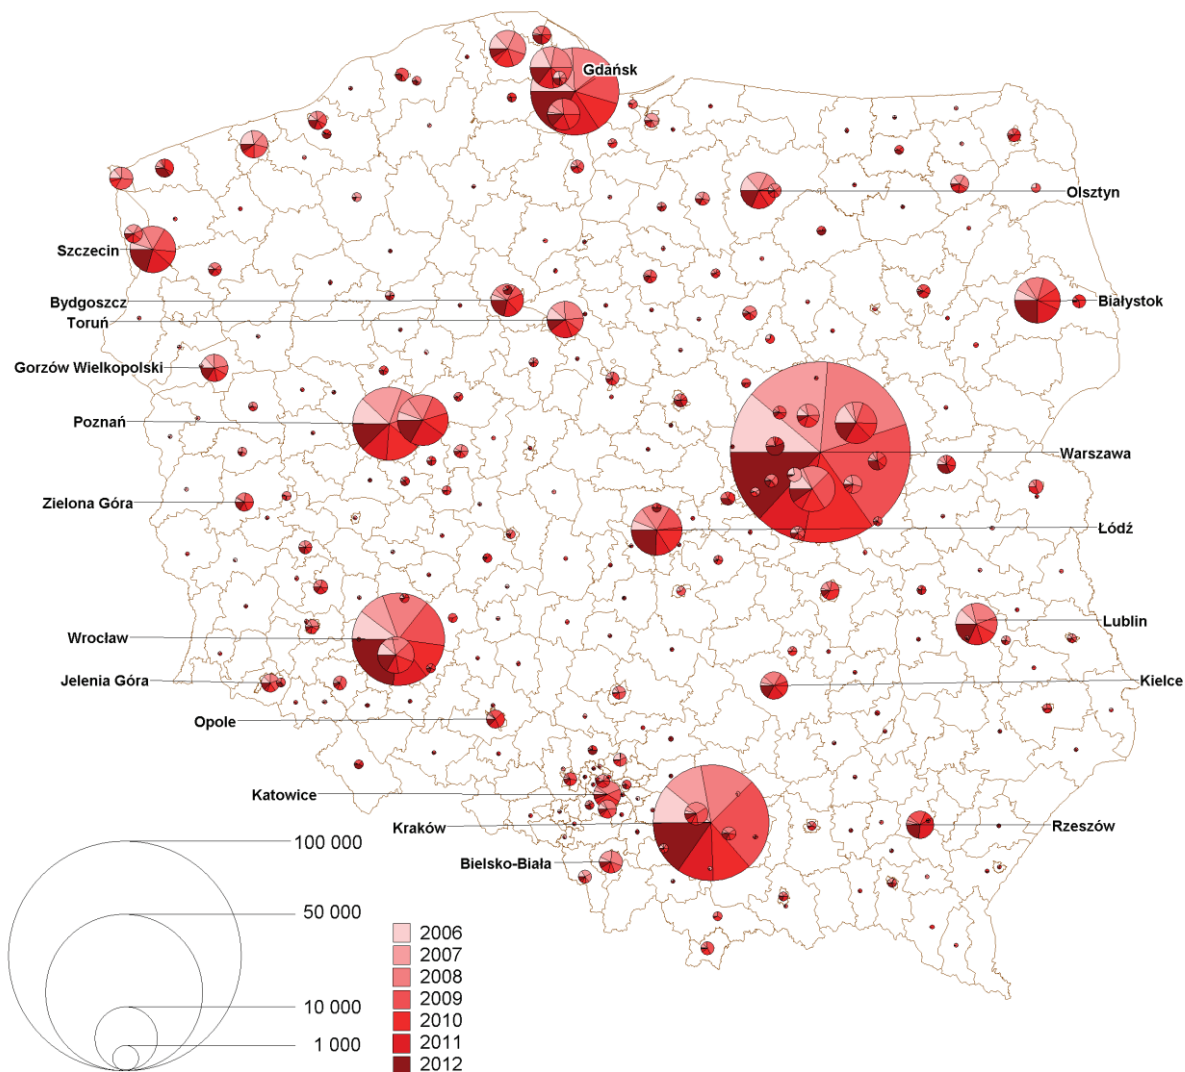 Gdańsk
Olsztyn
Szczecin
Bydgoszcz
Białystok
Toruń
Gorzów Wielkopolski
Poznań
Warszawa
Zielona Góra
Łódź
Wrocław
Lublin
Jelenia Góra
Kielce
Opole
Katowice
Kraków
Rzeszów
Bielsko-Biała
100 000
50 000
10 000
1 000
2006
2007
2008
2009
2010
2011
2012